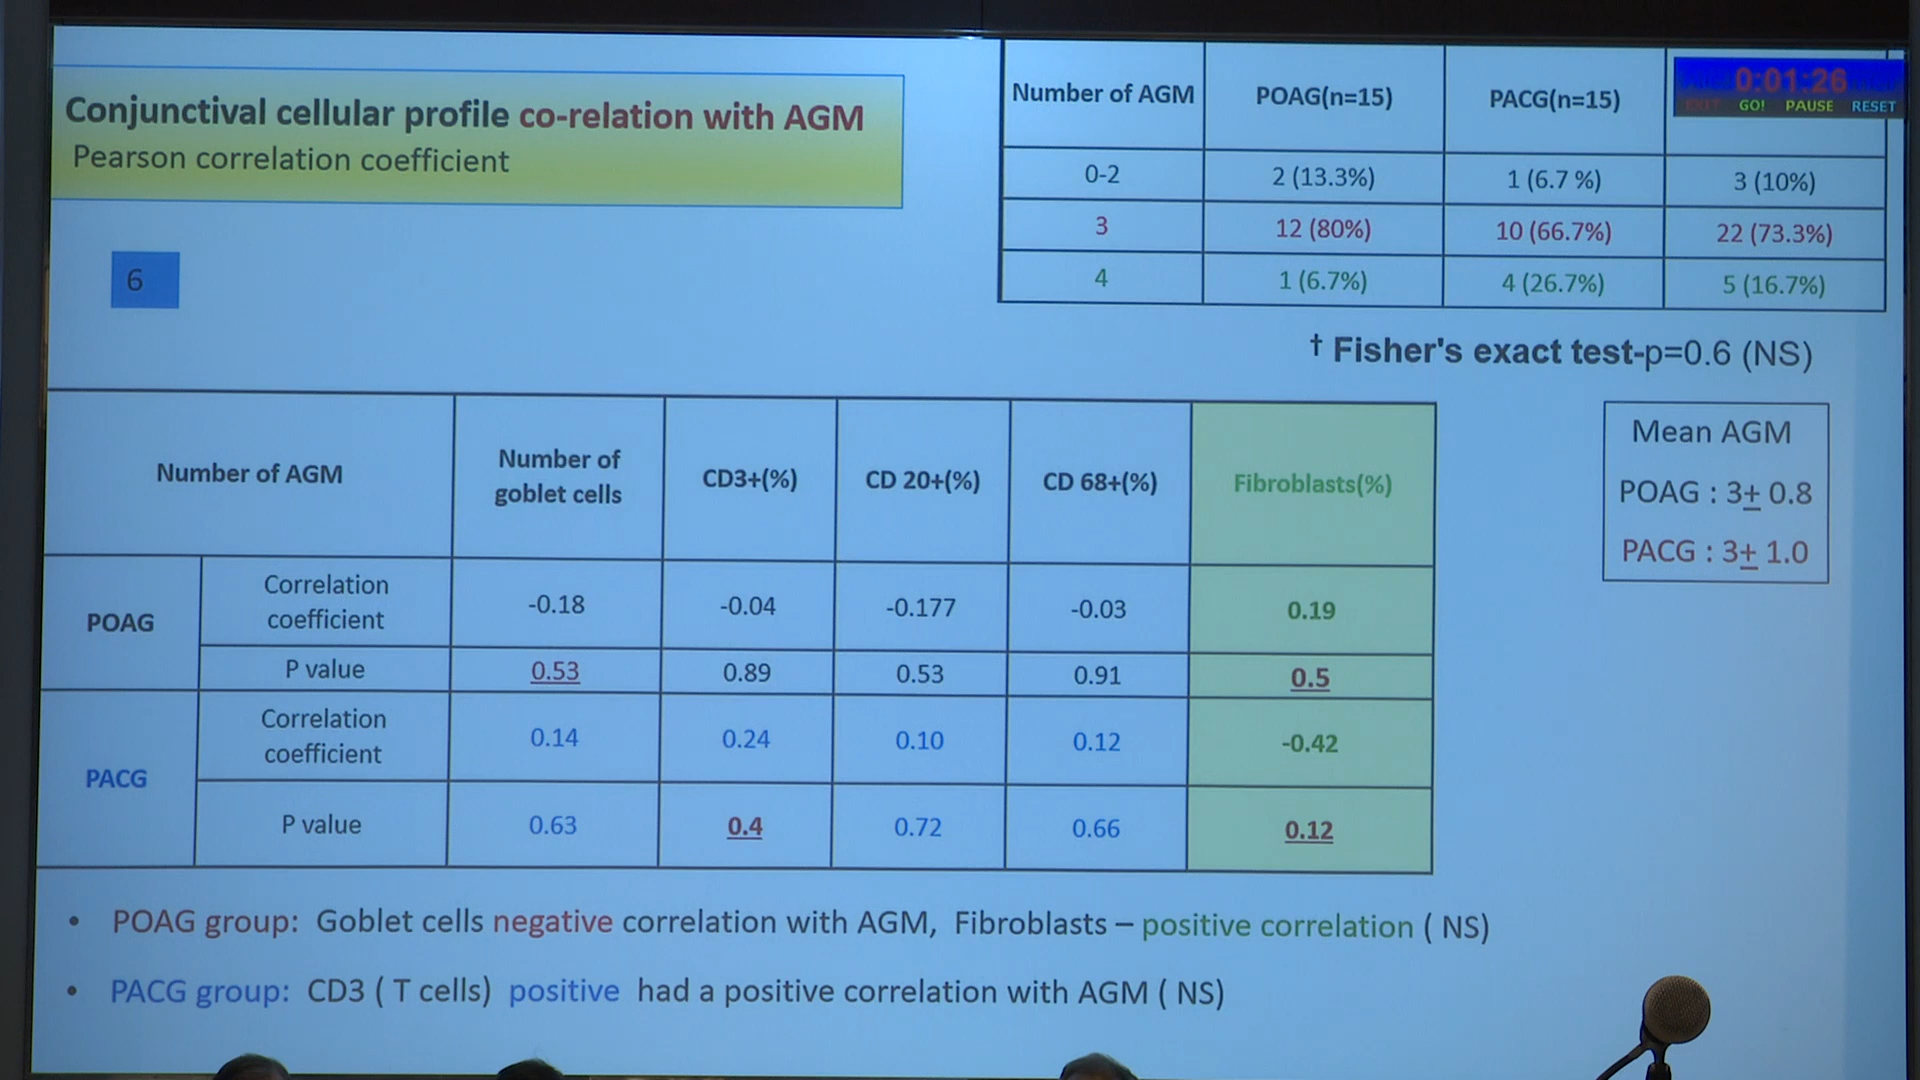 Conjunctival cellular profile co-relation with AGM
Pearson correlation coefficient
6
Number of AGM POAG(n=15) PACG(n=15)
0:01:26
EXIT GO! PAUSE RESET
0-2 2 (13.3%) 1 (6.7 %) 3 (10%)
3 12 (80%) 10 (66.7%) 22 (73.3%)
4 1 (6.7%) 4 (26.7%) 5 (16.7%)
† Fisher's exact test-p=0.6 (NS)
Mean AGM
POAG : 3± 0.8
PACG : 3± 1.0
Number of AGM Number of goblet cells CD3+(%) CD 20+(%) CD 68+(%) Fibroblasts(%)
POAG Correlation coefficient -0.18 -0.04 -0.177 -0.03 0.19
P value 0.53 0.89 0.53 0.91 0.5
PACG Correlation coefficient 0.14 0.24 0.10 0.12 -0.42
P value 0.63 0.4 0.72 0.66 0.12
• POAG group: Goblet cells negative correlation with AGM, Fibroblasts – positive correlation ( NS)
• PACG group: CD3 ( T cells) positive had a positive correlation with AGM ( NS)